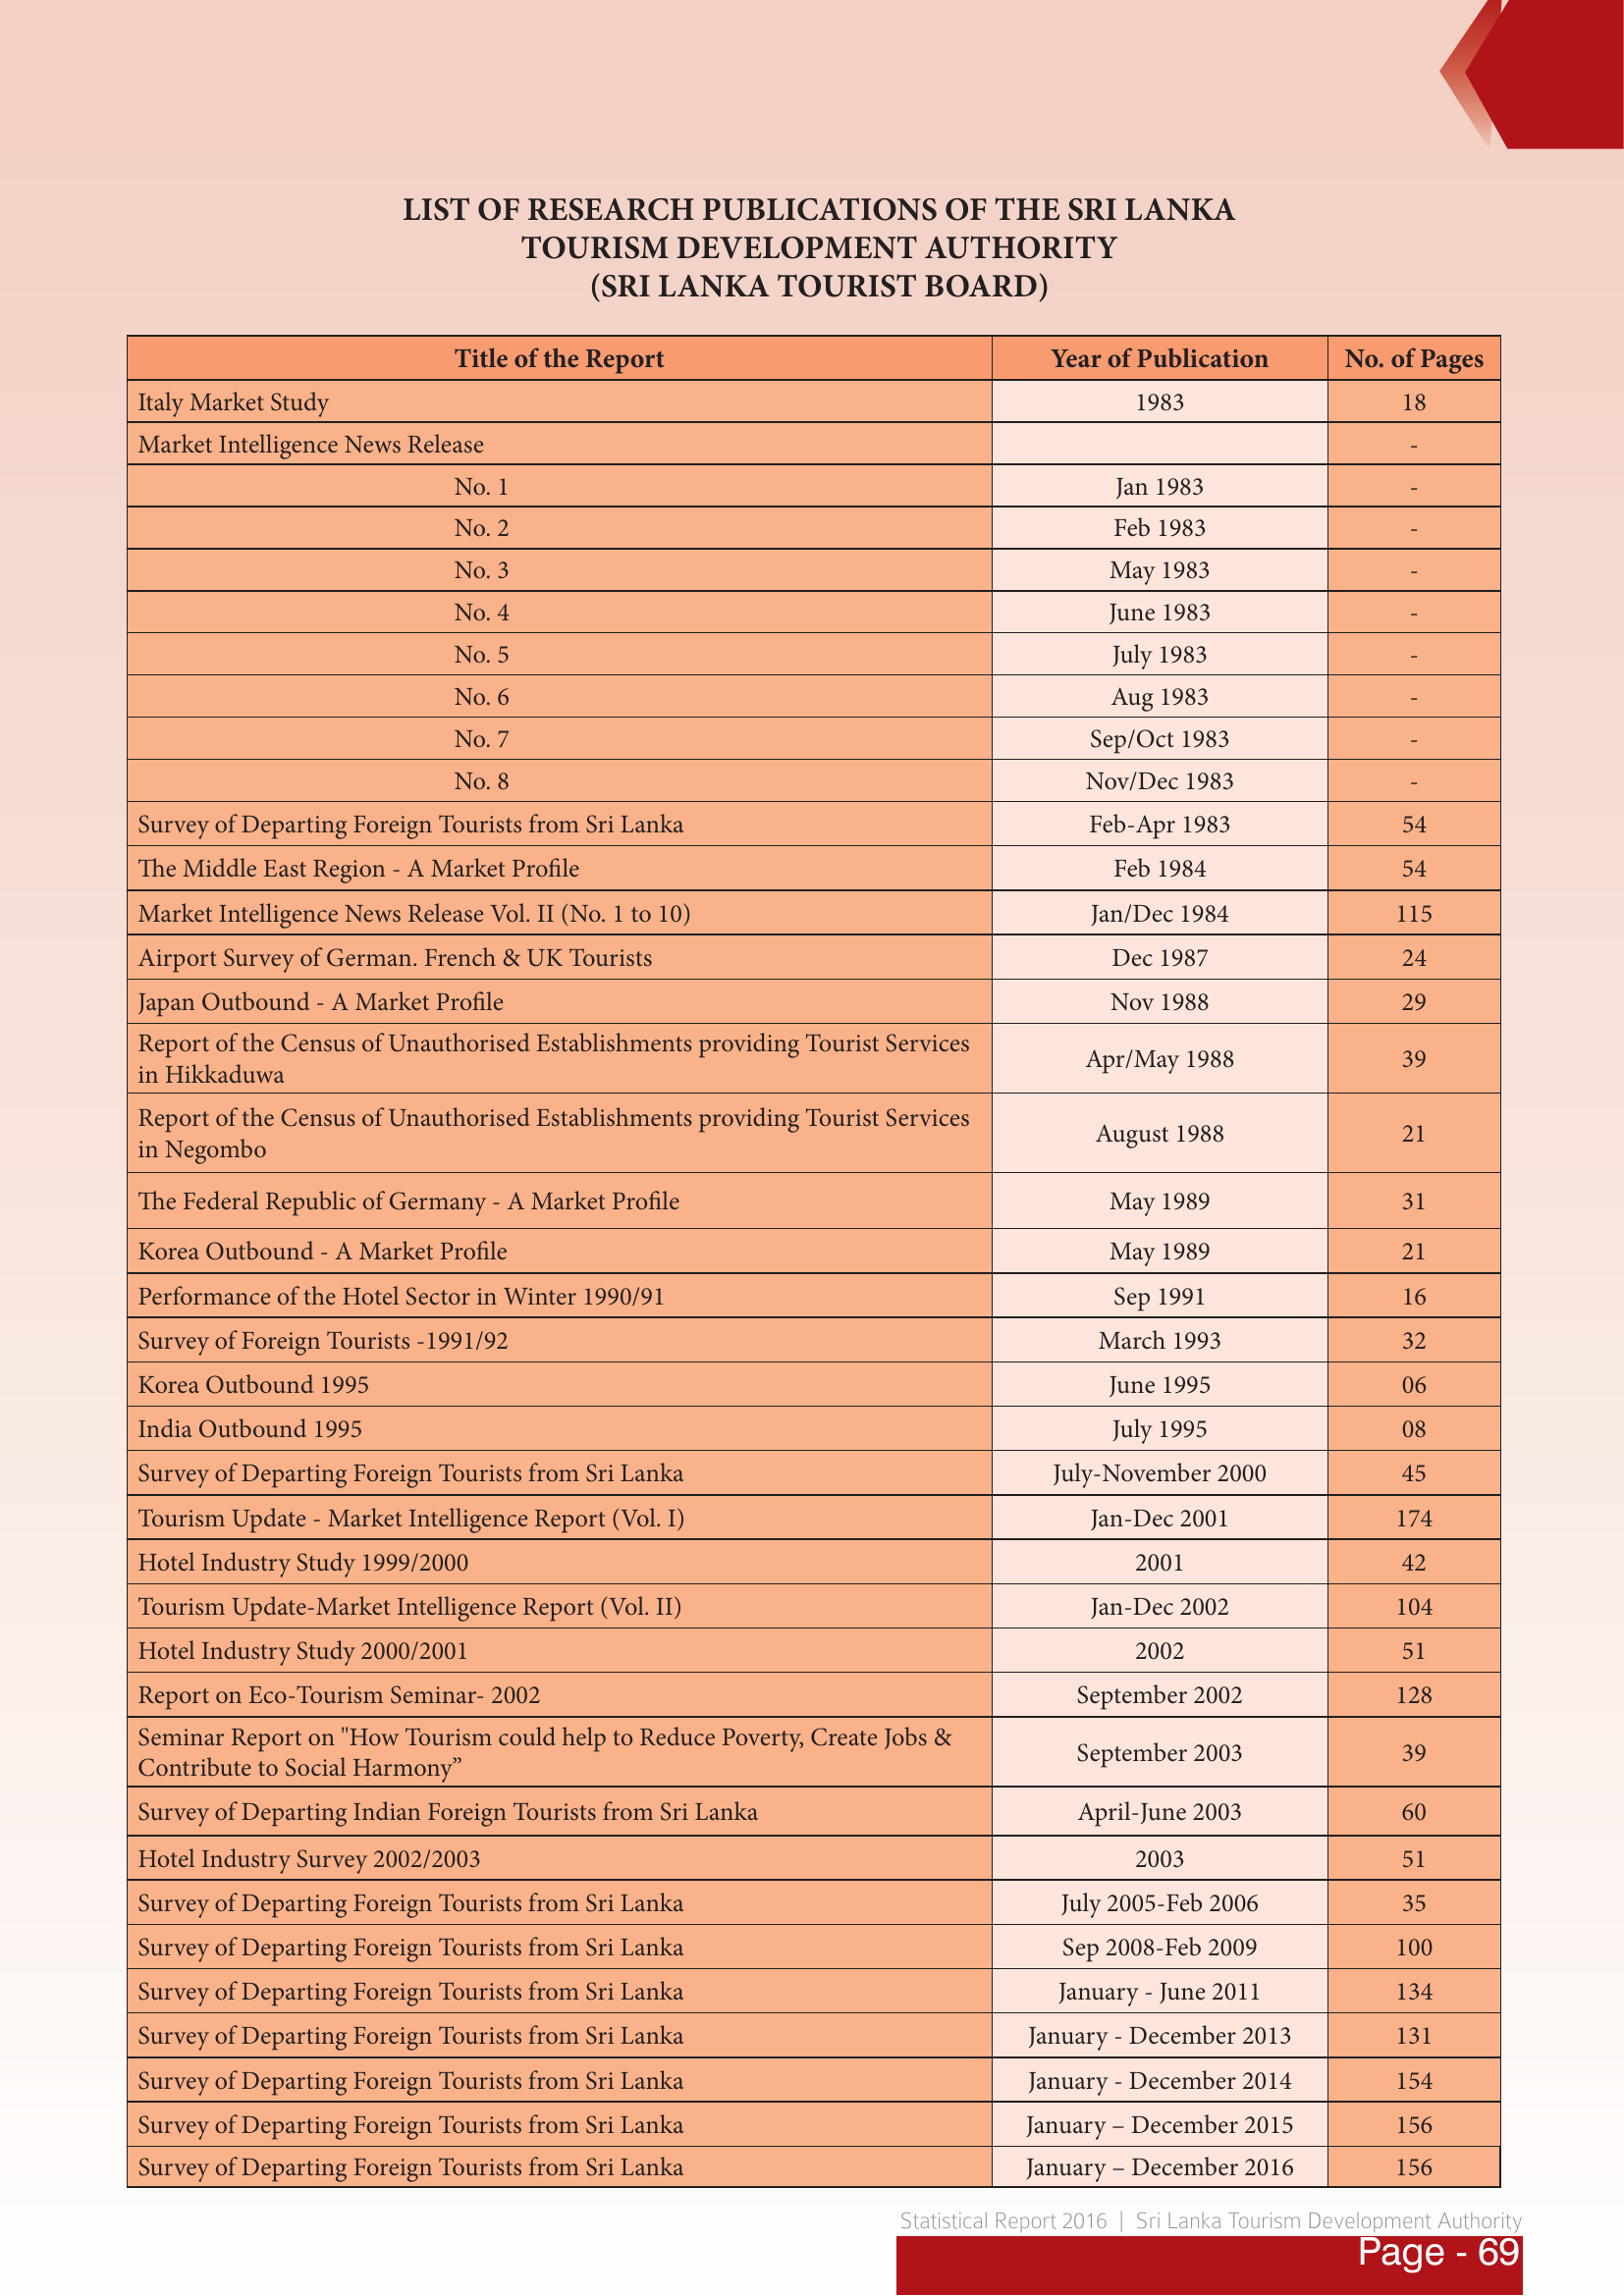 LIST OF RESEARCH PUBLICATIONS OF THE SRI LANKA
TOURISM DEVELOPMENT AUTHORITY
(SRI LANKA TOURIST BOARD)
Title of the Report Year of Publication No. of Pages
Italy Market Study 1983 18
Market Intelligence News Release -
No. 1 Jan 1983 -
No. 2 Feb 1983 -
No. 3 May 1983 -
No. 4 June 1983 -
No. 5 July 1983 -
No. 6 Aug 1983 -
No. 7 Sep/Oct 1983 -
No. 8 Nov/Dec 1983 -
Survey of Departing Foreign Tourists from Sri Lanka Feb-Apr 1983 54
The Middle East Region - A Market Profile Feb 1984 54
Market Intelligence News Release Vol. II (No. 1 to 10) Jan/Dec 1984 115
Airport Survey of German. French & UK Tourists Dec 1987 24
Japan Outbound - A Market Profile Nov 1988 29
Report of the Census of Unauthorised Establishments providing Tourist Services
in Hikkaduwa Apr/May 1988 39
Report of the Census of Unauthorised Establishments providing Tourist Services
in Negombo August 1988 21
The Federal Republic of Germany - A Market Profile May 1989 31
Korea Outbound - A Market Profile May 1989 21
Performance of the Hotel Sector in Winter 1990/91 Sep 1991 16
Survey of Foreign Tourists -1991/92 March 1993 32
Korea Outbound 1995 June 1995 06
India Outbound 1995 July 1995 08
Survey of Departing Foreign Tourists from Sri Lanka July-November 2000 45
Tourism Update - Market Intelligence Report (Vol. I) Jan-Dec 2001 174
Hotel Industry Study 1999/2000 2001 42
Tourism Update-Market Intelligence Report (Vol. II) Jan-Dec 2002 104
Hotel Industry Study 2000/2001 2002 51
Report on Eco-Tourism Seminar- 2002 September 2002 128
Seminar Report on "How Tourism could help to Reduce Poverty, Create Jobs &
Contribute to Social Harmony” September 2003 39
Survey of Departing Indian Foreign Tourists from Sri Lanka April-June 2003 60
Hotel Industry Survey 2002/2003 2003 51
Survey of Departing Foreign Tourists from Sri Lanka July 2005-Feb 2006 35
Survey of Departing Foreign Tourists from Sri Lanka Sep 2008-Feb 2009 100
Survey of Departing Foreign Tourists from Sri Lanka January - June 2011 134
Survey of Departing Foreign Tourists from Sri Lanka January - December 2013 131
Survey of Departing Foreign Tourists from Sri Lanka January - December 2014 154
Survey of Departing Foreign Tourists from Sri Lanka January – December 2015 156
Survey of Departing Foreign Tourists from Sri Lanka January – December 2016 156
Statistical Report 2016 | Sri Lanka Tourism Development Authority
Page - 69